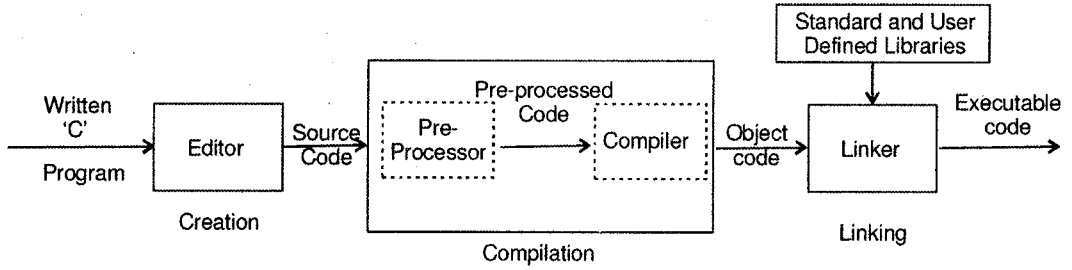 Standard and User
Defined Libraries
Written
'C'
Program
Editor
Creation
Source
Code
Pre-processed
Code
Pre-
Processor
Compiler
Compilation
Object
code
Linker
Linking
Executable
code